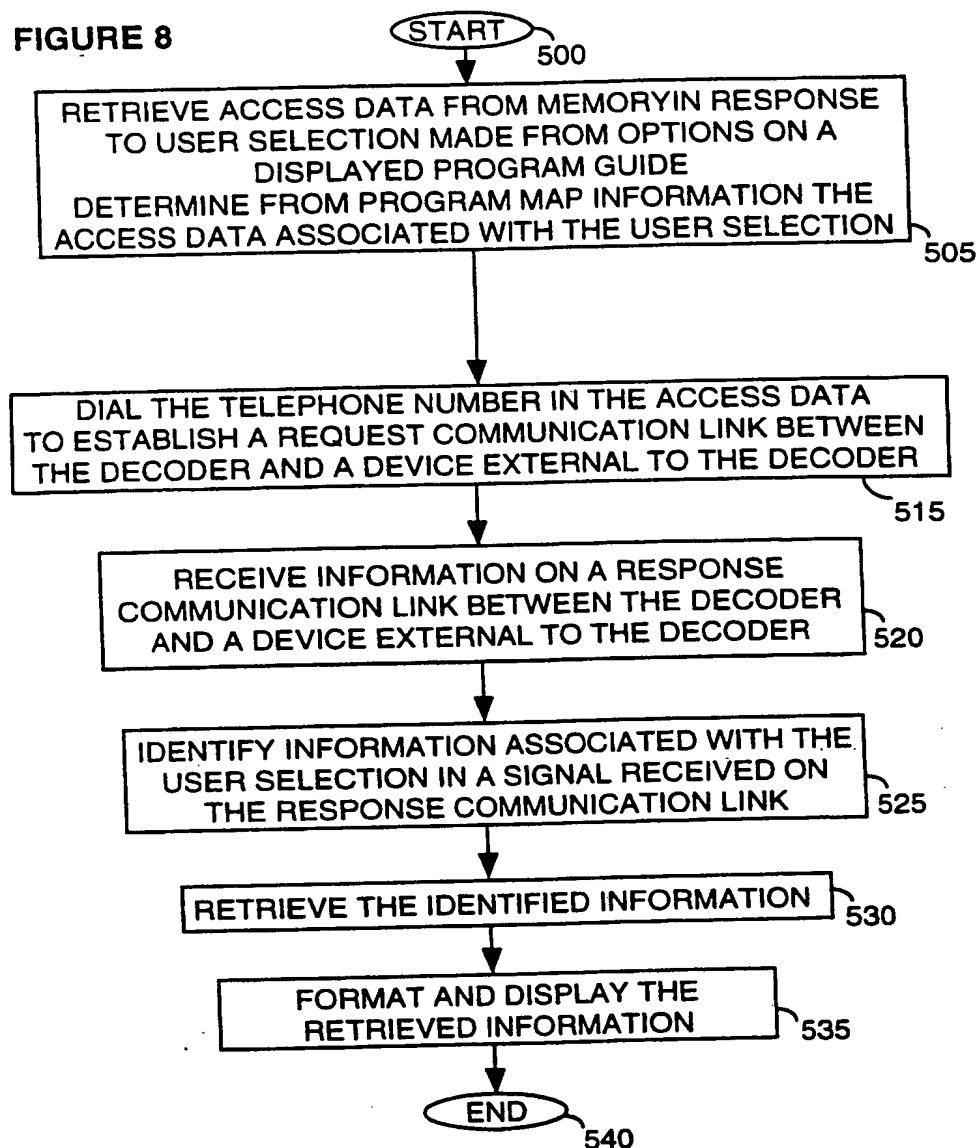 FIGURE 8
START
500
RETRIEVE ACCESS DATA FROM MEMORYIN RESPONSE
TO USER SELECTION MADE FROM OPTIONS ON A
DISPLAYED PROGRAM GUIDE
DETERMINE FROM PROGRAM MAP INFORMATION THE
ACCESS DATA ASSOCIATED WITH THE USER SELECTION
505
DIAL THE TELEPHONE NUMBER IN THE ACCESS DATA
TO ESTABLISH A REQUEST COMMUNICATION LINK BETWEEN
THE DECODER AND A DEVICE EXTERNAL TO THE DECODER
515
RECEIVE INFORMATION ON A RESPONSE
COMMUNICATION LINK BETWEEN THE DECODER
AND A DEVICE EXTERNAL TO THE DECODER
520
IDENTIFY INFORMATION ASSOCIATED WITH THE
USER SELECTION IN A SIGNAL RECEIVED ON
THE RESPONSE COMMUNICATION LINK
525
RETRIEVE THE IDENTIFIED INFORMATION
530
FORMAT AND DISPLAY THE
RETRIEVED INFORMATION
535
END
540